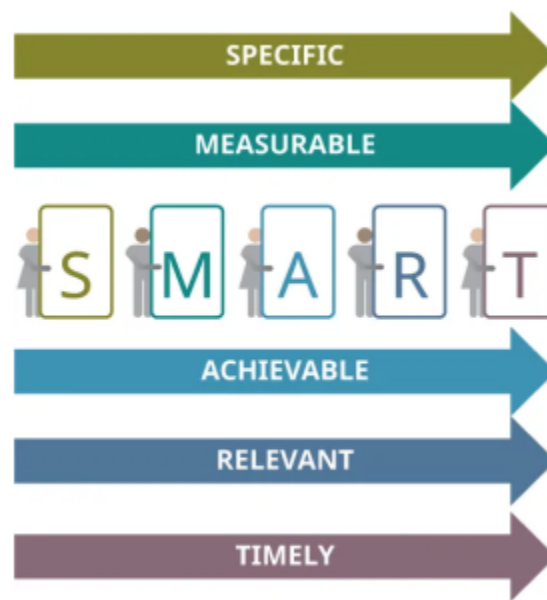 SPECIFIC
MEASURABLE
S M A R T
ACHIEVABLE
RELEVANT
TIMELY